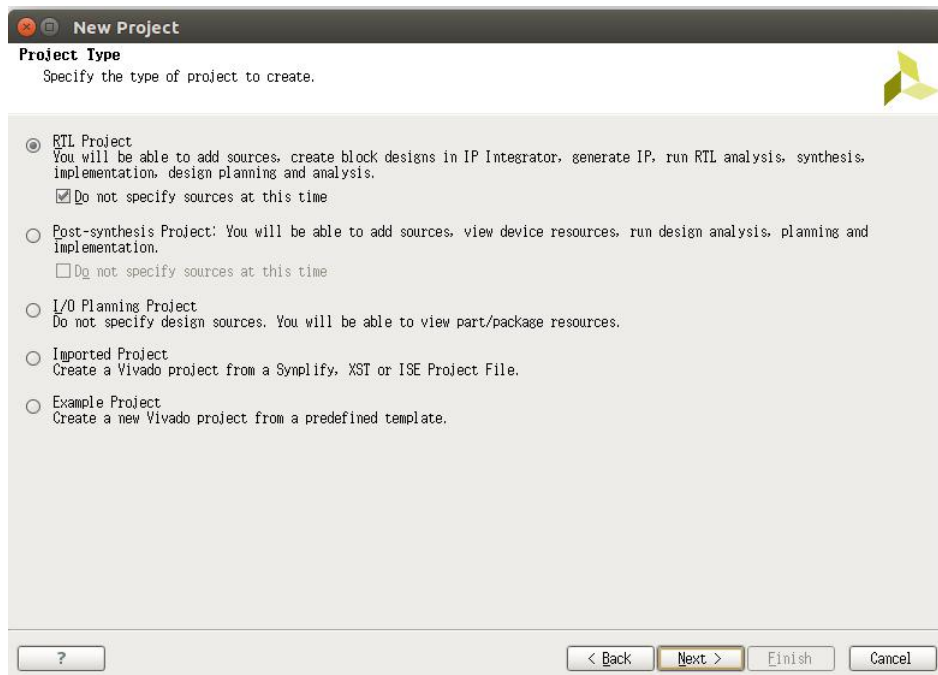 New Project
Project Type
Specify the type of project to create.
RTL Project
You will be able to add sources, create block designs in IP Integrator, generate IP, run RTL analysis, synthesis,
implementation, design planning and analysis.
Do not specify sources at this time
Post-synthesis Project: You will be able to add sources, view device resources, run design analysis, planning and
implementation.
Do not specify sources at this time
I/O Planning Project
Do not specify design sources. You will be able to view part/package resources.
Imported Project
Create a Vivado project from a Synplify, XST or ISE Project File.
Example Project
Create a new Vivado project from a predefined template.
? < Back Next > Finish Cancel